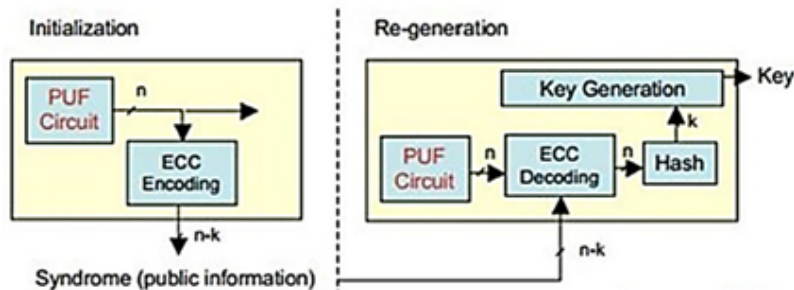 Initialization
PUF
Circuit
n
ECC
Encoding
n-k
Syndrome (public information)
Re-generation
Key Generation
Key
k
PUF
Circuit
n
ECC
Decoding
n
Hash
n-k